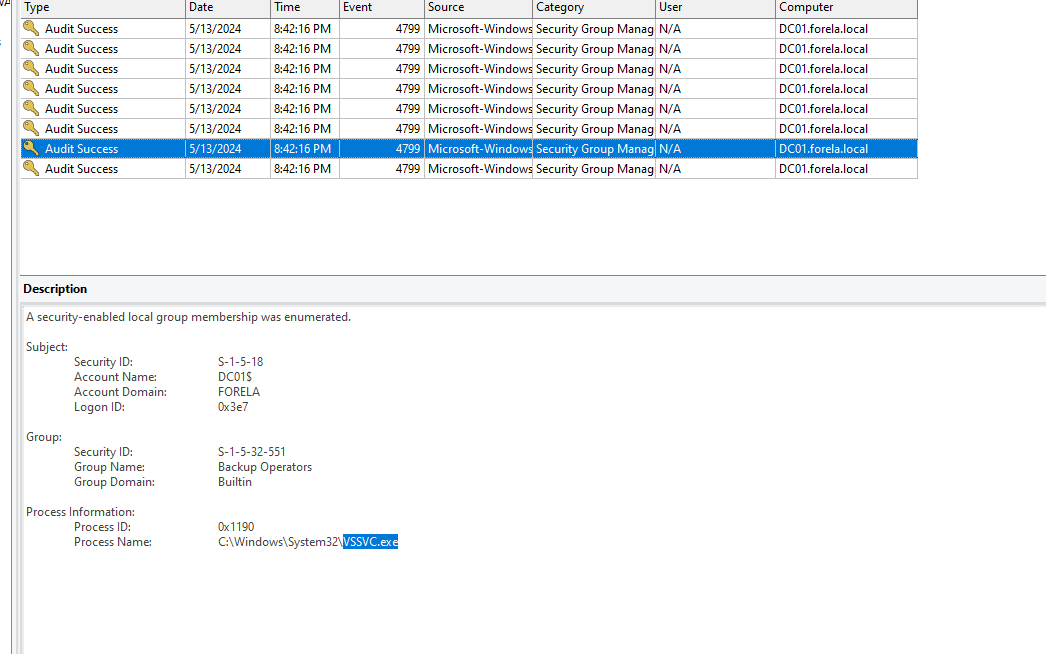 Type Date Time Event Source Category User Computer
Audit Success 5/13/2024 8:42:16 PM 4799 Microsoft-Windows Security Group Manag N/A DC01.forela.local
Audit Success 5/13/2024 8:42:16 PM 4799 Microsoft-Windows Security Group Manag N/A DC01.forela.local
Audit Success 5/13/2024 8:42:16 PM 4799 Microsoft-Windows Security Group Manag N/A DC01.forela.local
Audit Success 5/13/2024 8:42:16 PM 4799 Microsoft-Windows Security Group Manag N/A DC01.forela.local
Audit Success 5/13/2024 8:42:16 PM 4799 Microsoft-Windows Security Group Manag N/A DC01.forela.local
Audit Success 5/13/2024 8:42:16 PM 4799 Microsoft-Windows Security Group Manag N/A DC01.forela.local
Audit Success 5/13/2024 8:42:16 PM 4799 Microsoft-Windows Security Group Manag N/A DC01.forela.local
Audit Success 5/13/2024 8:42:16 PM 4799 Microsoft-Windows Security Group Manag N/A DC01.forela.local
Description
A security-enabled local group membership was enumerated.
Subject:
Security ID: S-1-5-18
Account Name: DC01$
Account Domain: FORELA
Logon ID: 0x3e7
Group:
Security ID: S-1-5-32-551
Group Name: Backup Operators
Group Domain: Builtin
Process Information:
Process ID: 0x1190
Process Name: C:\Windows\System32\VSSVC.exe